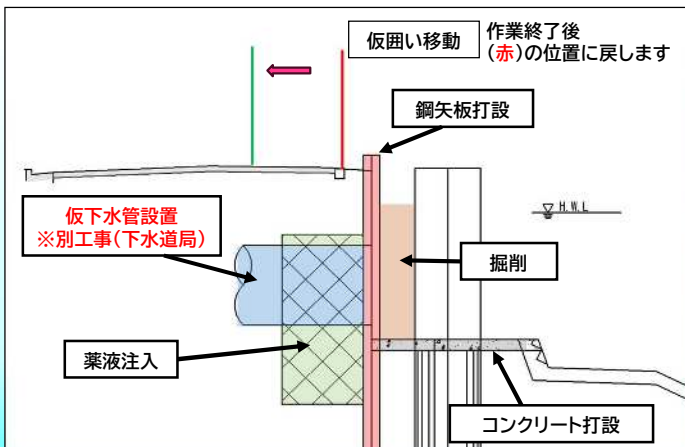 仮囲い移動
作業終了後
(赤)の位置に戻します
鋼矢板打設
H.W.L
仮下水管設置
※別工事(下水道局)
掘削
薬液注入
コンクリート打設